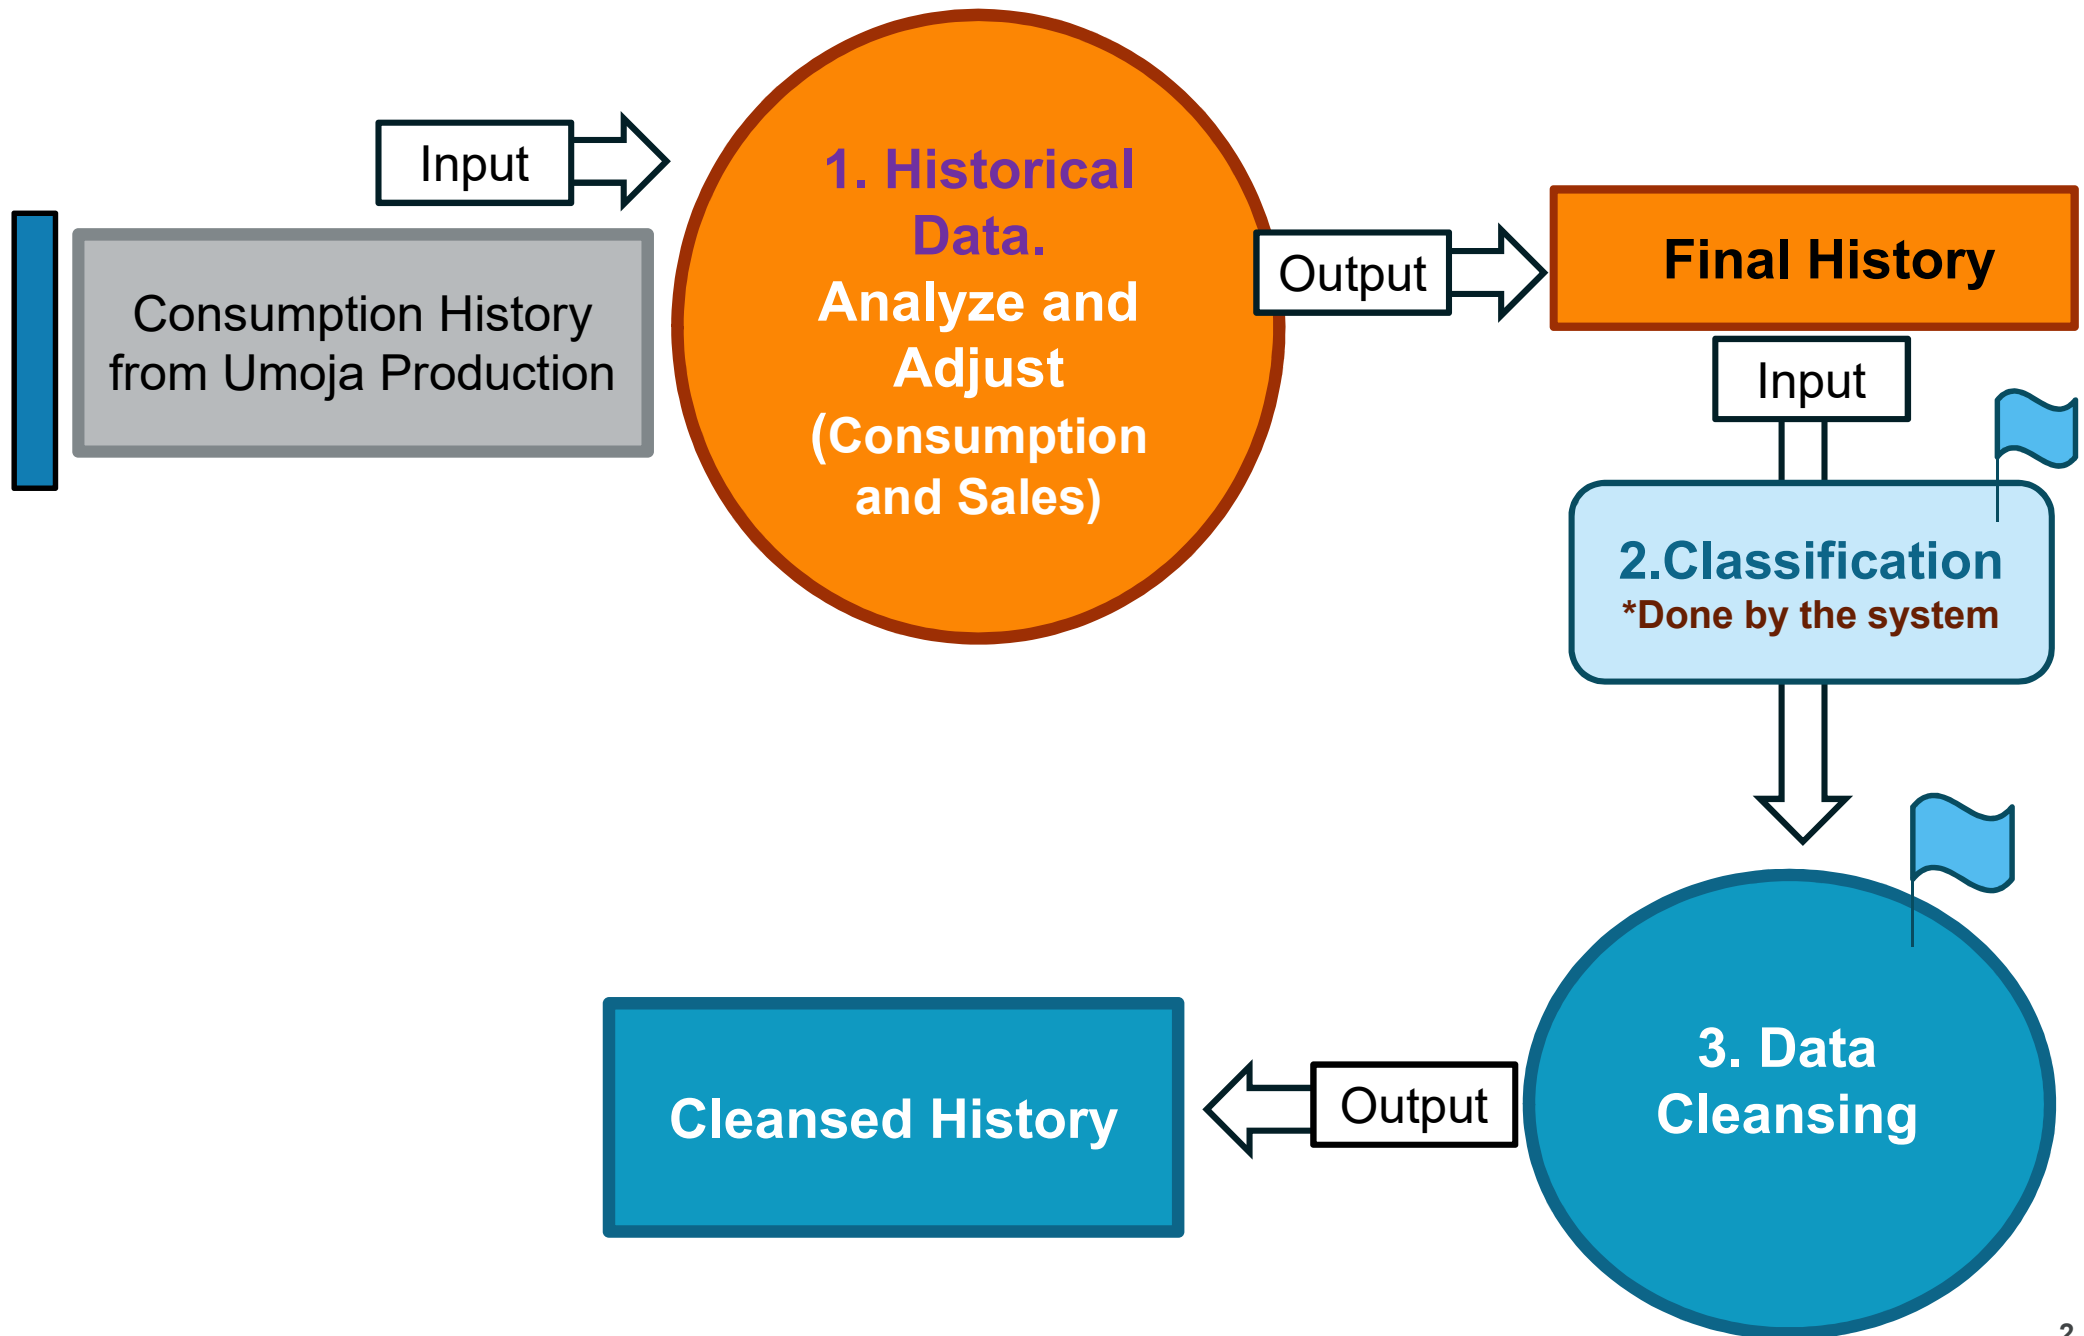 Input
Consumption History
from Umoja Production
1. Historical
Data.
Analyze and
Adjust
(Consumption
and Sales)
Output
Final History
Input
2.Classification
*Done by the system
3. Data
Cleansing
Output
Cleansed History
2